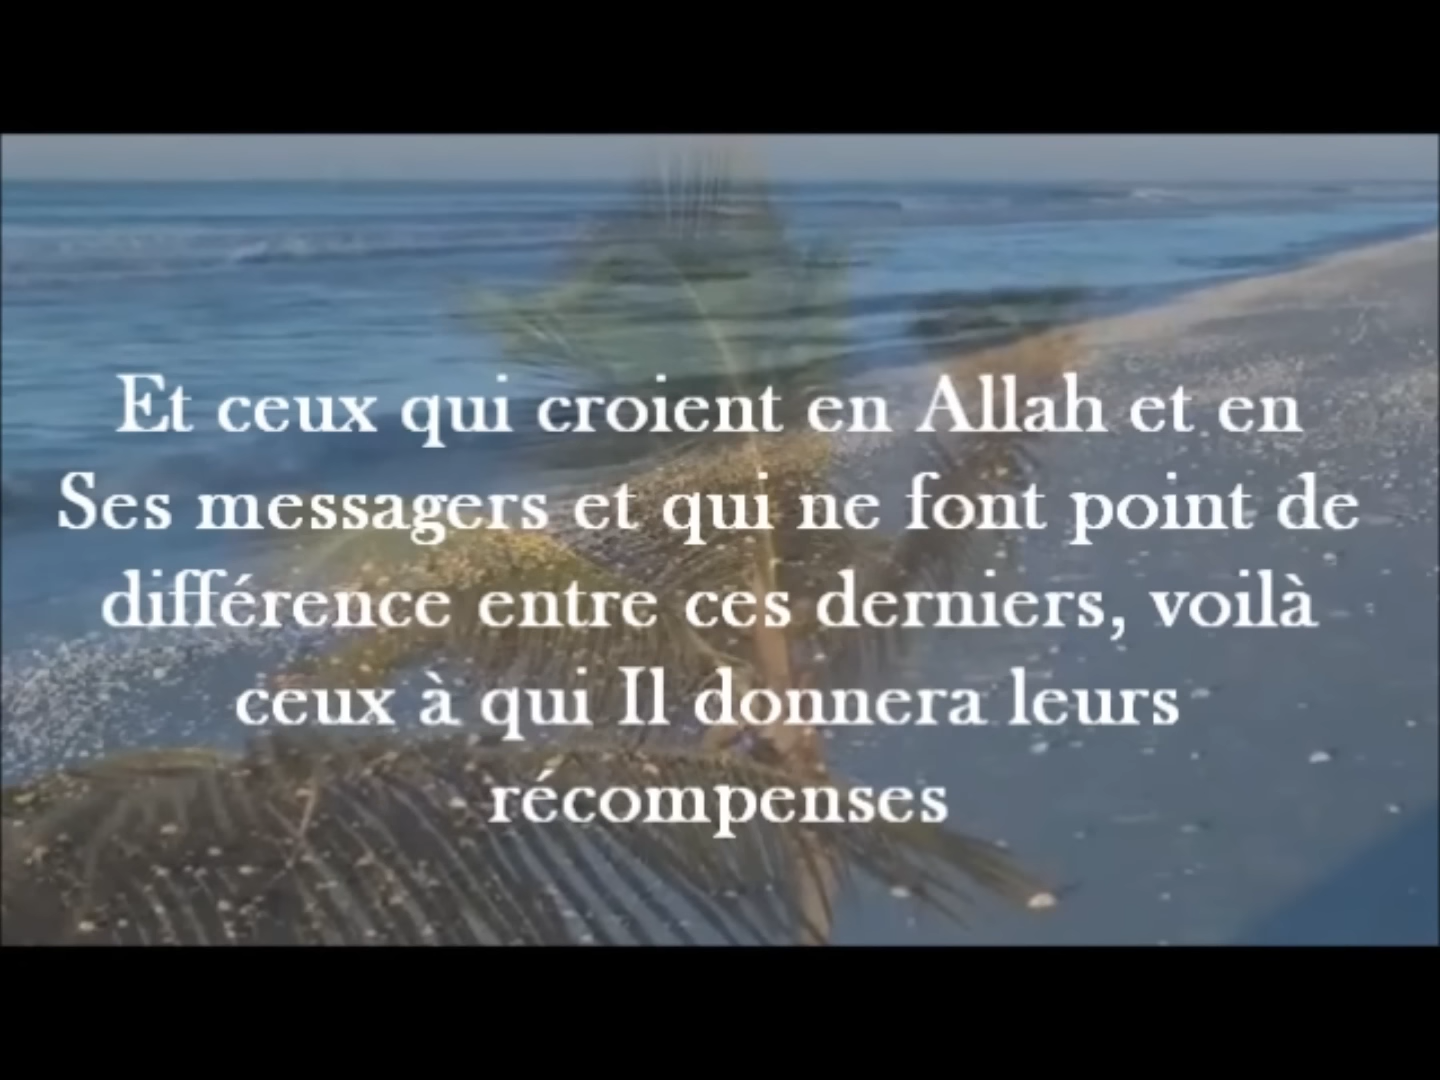 Et ceux qui croient en Allah et en
Ses messagers et qui ne font point de
différence entre ces derniers, voilà
ceux à qui Il donnera leurs
récompenses